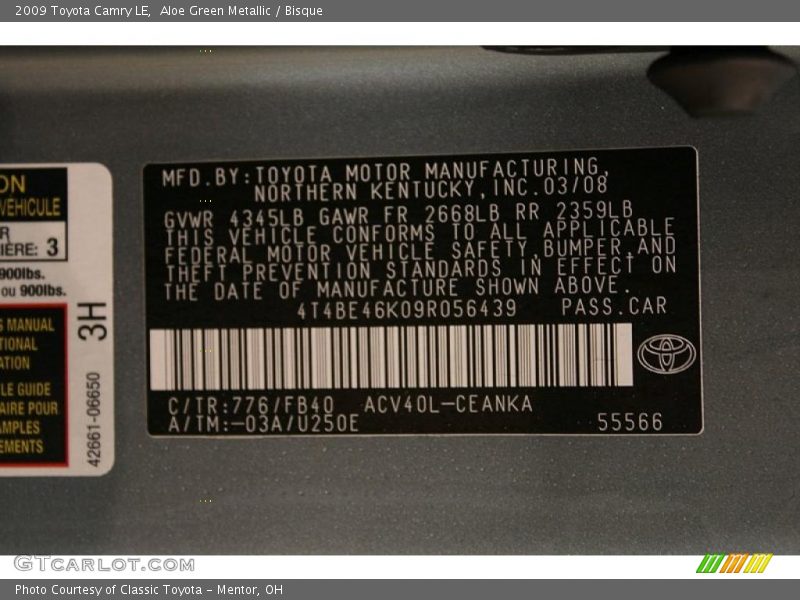 2009 Toyota Camry LE,  Aloe Green Metallic / Bisque
ON
VÉHICULE
R
IÈRE: 3
900lbs.
ou 900lbs.
S MANUAL
TIONAL
ATION
LE GUIDE
AIRE POUR
AMPLES
EMENTS
3H
42661-06650
MFD.BY:TOYOTA MOTOR MANUFACTURING,
NORTHERN KENTUCKY,INC.03/08
GVWR 4345LB GAWR FR 2668LB RR 2359LB
THIS VEHICLE CONFORMS TO ALL APPLICABLE
FEDERAL MOTOR VEHICLE SAFETY,BUMPER,AND
THEFT PREVENTION STANDARDS IN EFFECT ON
THE DATE OF MANUFACTURE SHOWN ABOVE.
4T4BE46K09R056439 PASS.CAR
C/TR:776/FB40 ACV40L-CEANKA
A/TM:-03A/U250E 55566
GTCARLOT.COM
Photo Courtesy of Classic Toyota - Mentor, OH